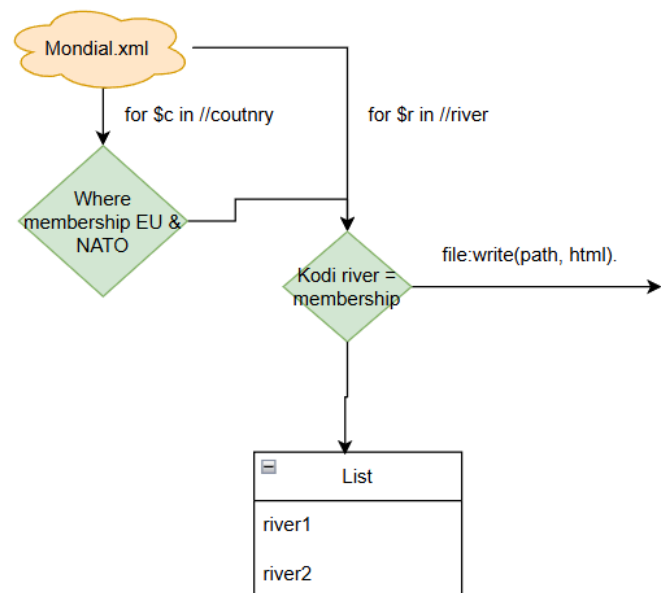 Mondial.xml
for $c in //coutnry
for $r in //river
Where
membership EU &
NATO
Kodi river =
membership
file:write(path, html).
List
river1
river2